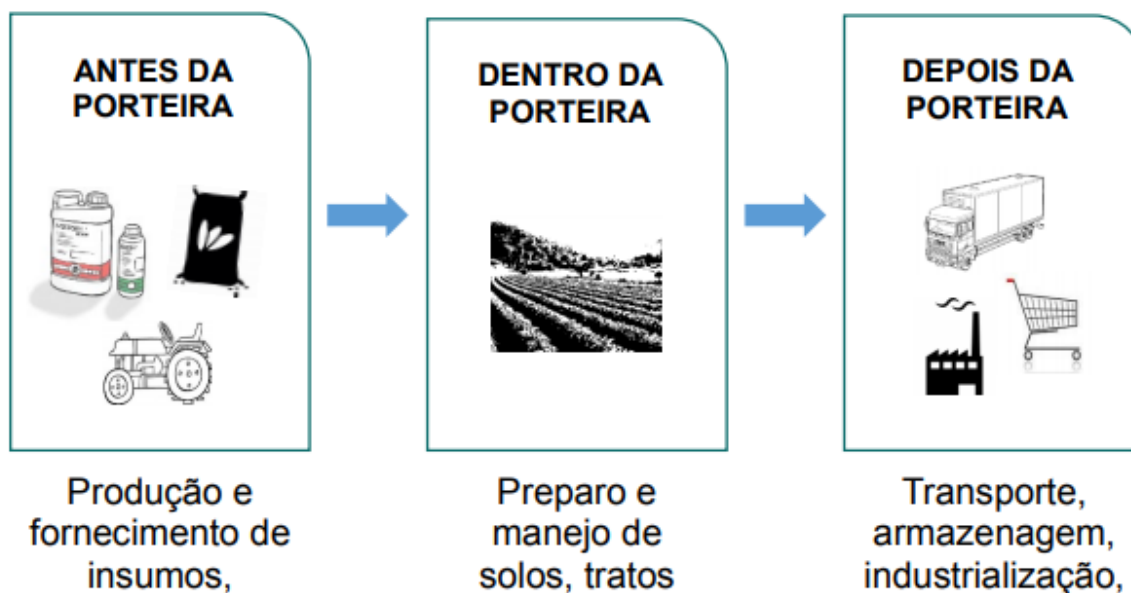 ANTES DA
PORTEIRA
Produção e
fornecimento de
insumos,
DENTRO DA
PORTEIRA
Preparo e
manejo de
solos, tratos
DEPOIS DA
PORTEIRA
Transporte,
armazenagem,
industrialização,